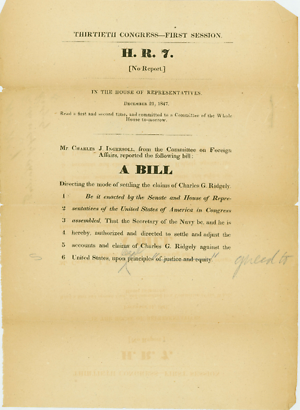 THIRTIETH CONGRESS—FIRST SESSION.
H. R. 7.
[No Report.]
IN THE HOUSE OF REPRESENTATIVES.
DECEMBER 21, 1847.
Read a first and second time, and committed to a Committee of the Whole
House to-morrow.
Mr CHARLES J. INGERSOLL, from the Committee on Foreign
Affairs, reported the following bill:
A BILL
Directing the mode of settling the claims of Charles G. Ridgely.
1 Be it enacted by the Senate and House of Repre-
2 sentatives of the United States of America in Congress
3 assembled, That the Secretary of the Navy be, and he is
4 hereby, authorized and directed to settle and adjust the
5 accounts and claims of Charles G. Ridgely against the
6 United States, upon principles of justice and equity.
agreed to
H. R. 7.